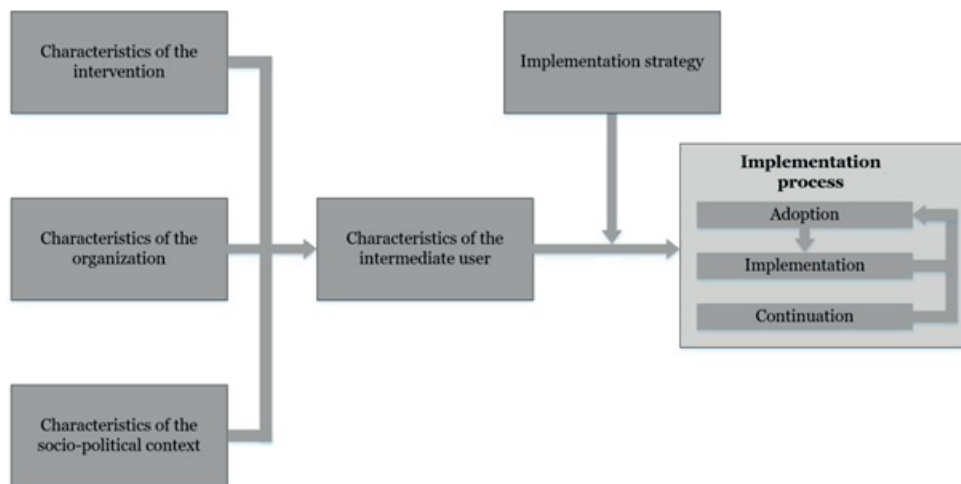 Characteristics of the
intervention
Implementation strategy
Implementation
process
Adoption
Implementation
Continuation
Characteristics of the
organization
Characteristics of the
intermediate user
Characteristics of the
socio-political context